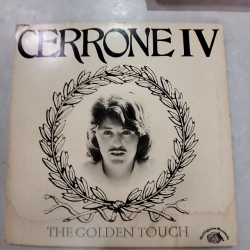 CERRONE IV
THE GOLDEN TOUCH